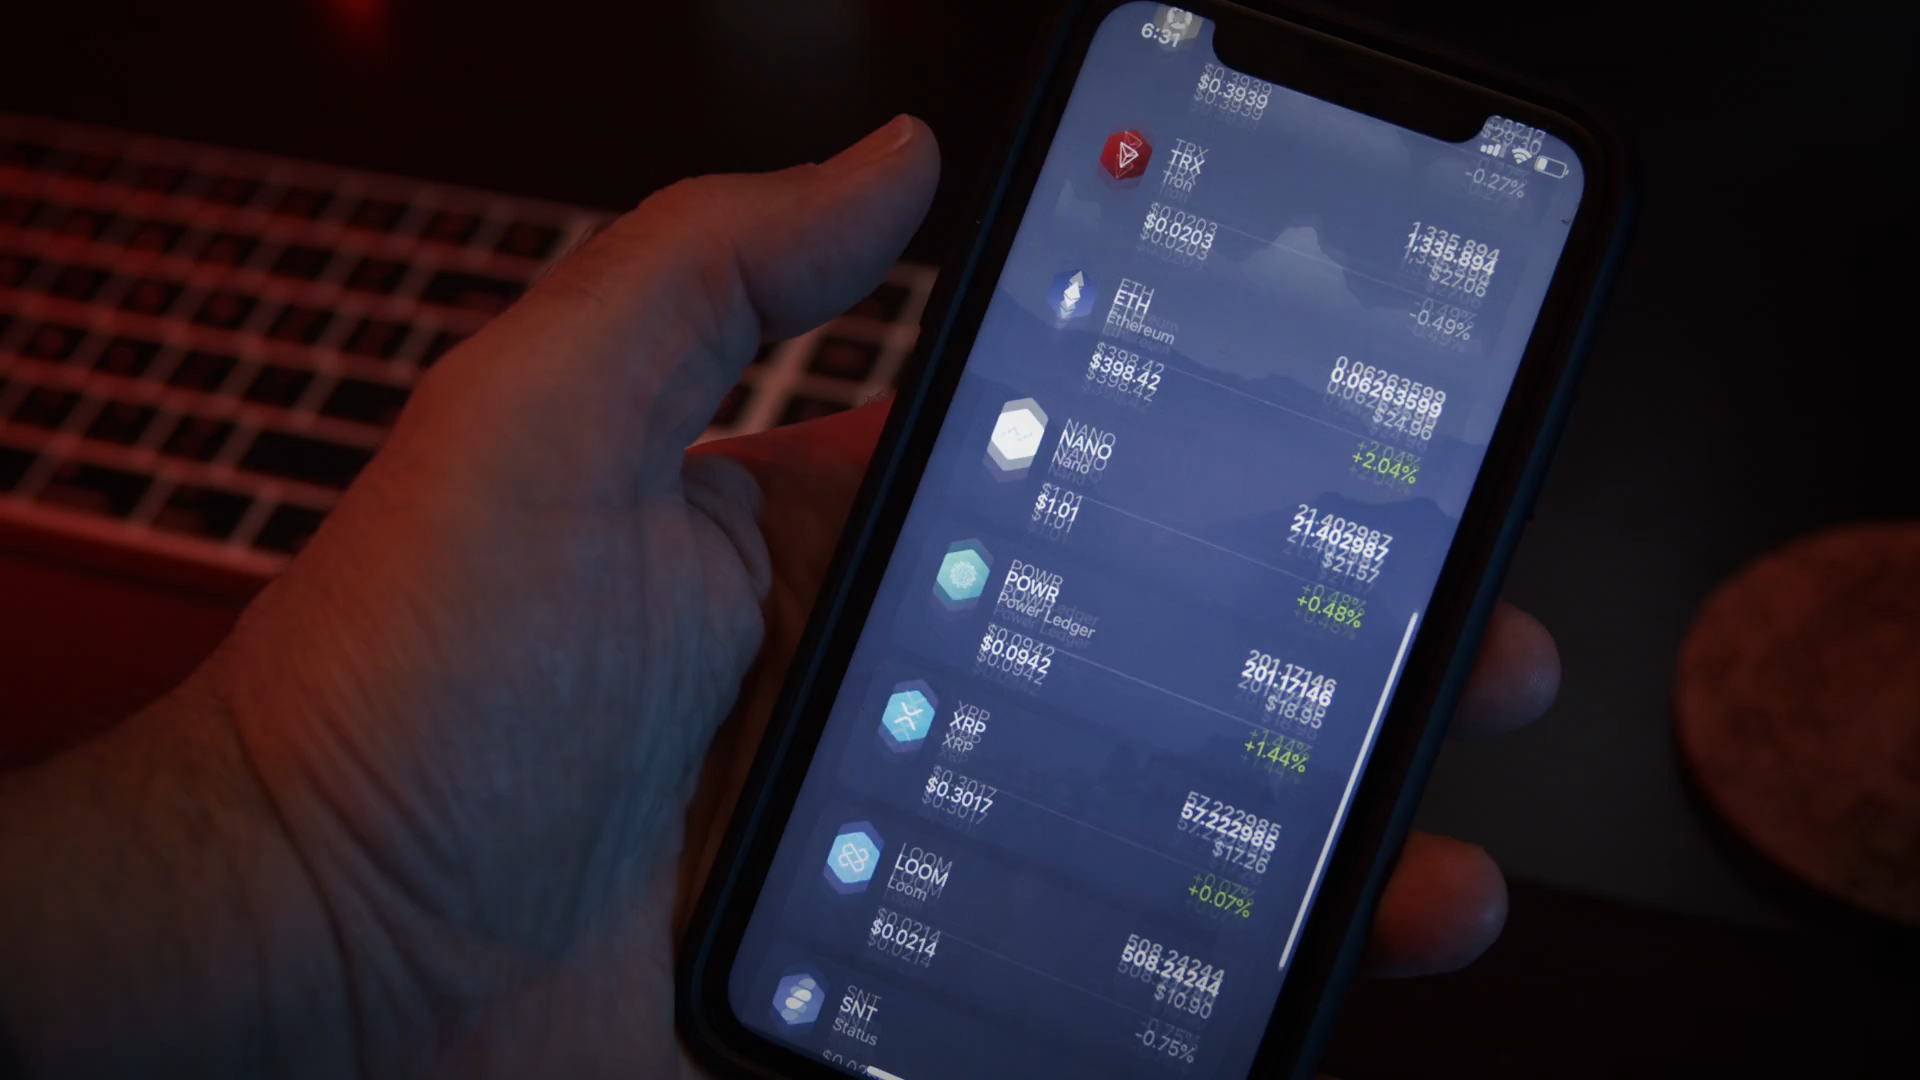 6:31
$0.3939
$29.30
-0.27%
TRX
Tron
$0.0203
1,335.894
$27.06
-0.49%
ETH
Ethereum
$398.42
0.06263599
$24.96
+2.04%
NANO
Nano
$1.01
21.402987
$21.57
+0.48%
POWR
Power Ledger
$0.0942
201.17146
$18.95
+1.44%
XRP
XRP
$0.3017
57.222985
$17.26
+0.07%
LOOM
Loom
$0.0214
508.24244
$10.90
-0.75%
SNT
Status